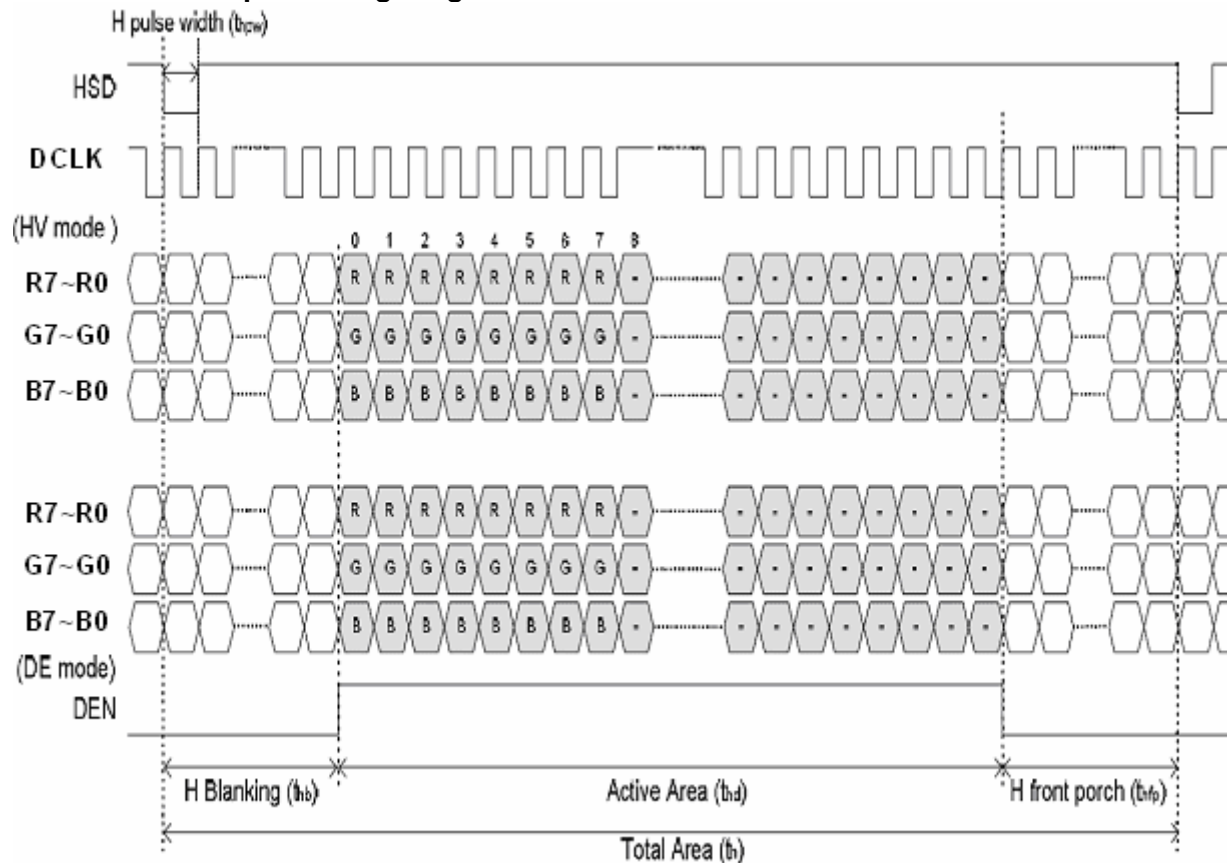 H pulse width (thpw)
HSD
DCLK
(HV mode )
0 1 2 3 4 5 6 7 8
R7~R0 R R R R R R R R - - - - - - - - -
G7~G0 G G G G G G G G - - - - - - - - -
B7~B0 B B B B B B B B - - - - - - - - -
R7~R0 R R R R R R R R - - - - - - - - -
G7~G0 G G G G G G G G - - - - - - - - -
B7~B0 B B B B B B B B - - - - - - - - -
(DE mode)
DEN
H Blanking (thb) Active Area (thd) H front porch (thfp)
Total Area (th)